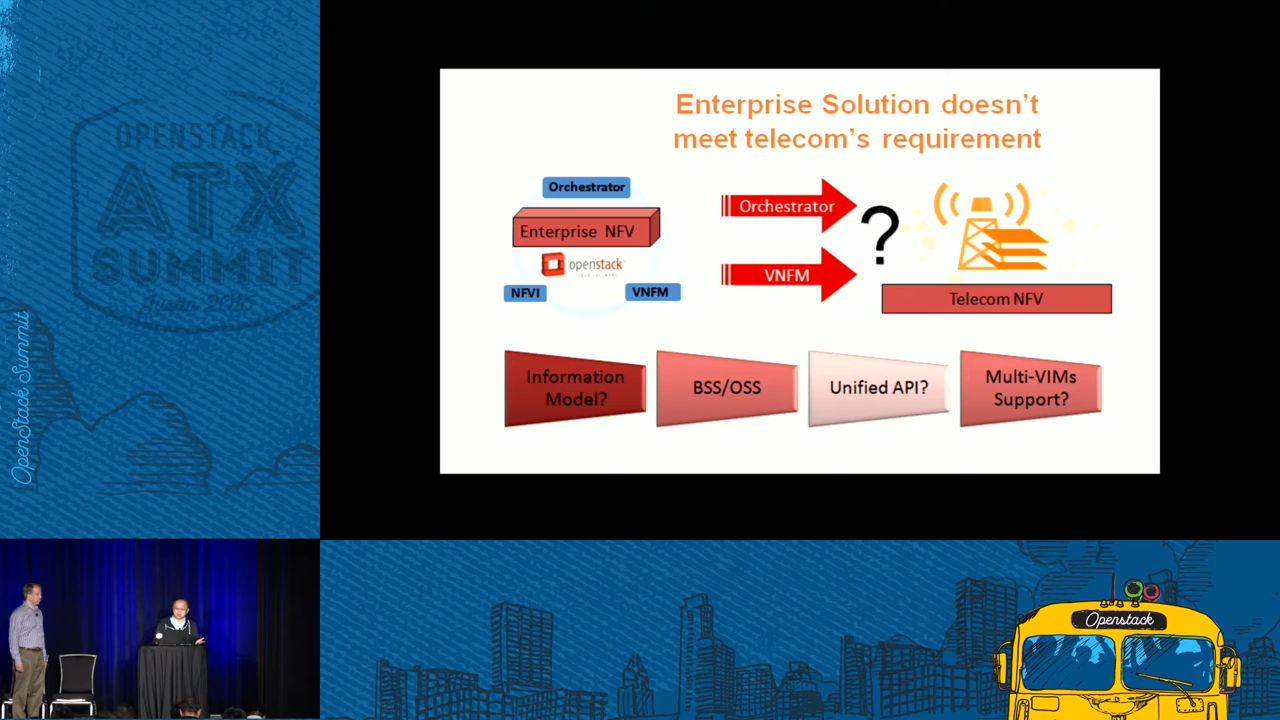 OPENSTACK
ATX
SUMMIT
OpenStack Summit
Enterprise Solution doesn’t
meet telecom’s requirement
Orchestrator
Enterprise NFV
openstack
NFVI
VNFM
Orchestrator
VNFM
?
Telecom NFV
Information
Model?
BSS/OSS
Unified API?
Multi-VIMs
Support?
Openstack